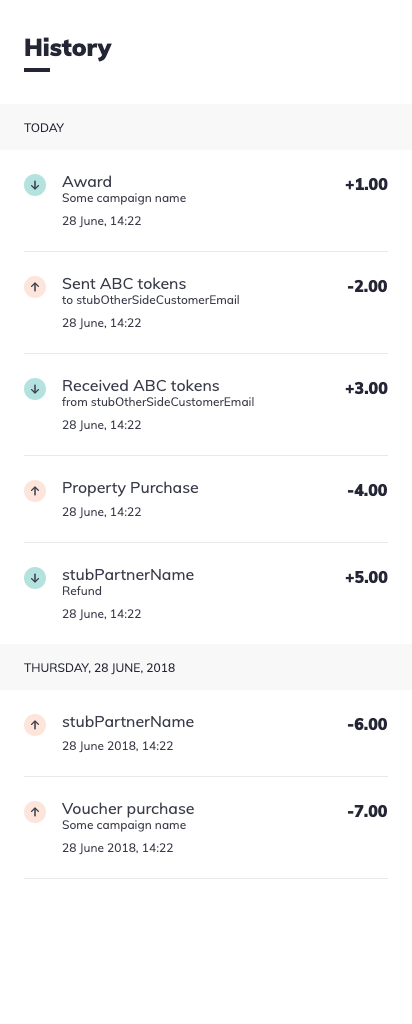 History
TODAY
Award
+1.00
Some campaign name
28 June, 14:22
Sent ABC tokens
-2.00
to stubOtherSideCustomerEmail
28 June, 14:22
Received ABC tokens
+3.00
from stubOtherSideCustomerEmail
28 June, 14:22
Property Purchase
-4.00
28 June, 14:22
stubPartnerName
+5.00
Refund
28 June, 14:22
THURSDAY, 28 JUNE, 2018
stubPartnerName
-6.00
28 June 2018, 14:22
Voucher purchase
-7.00
Some campaign name
28 June 2018, 14:22